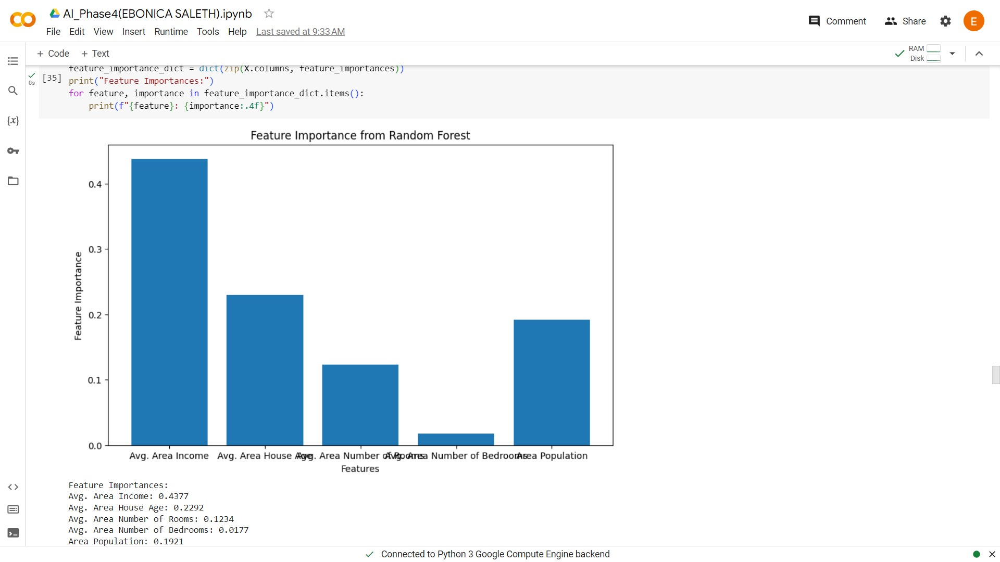 AI_Phase4(EBONICA SALETH).ipynb
File Edit View Insert Runtime Tools Help Last saved at 9:33 AM
Comment Share E
+ Code + Text
RAM
Disk
feature_importance_dict = dict(zip(X.columns, feature_importances))
[35]
0s
print("Feature Importances:")
for feature, importance in feature_importance_dict.items():
    print(f"{feature}: {importance:.4f}")
{x}
Feature Importance from Random Forest
Feature Importance
0.4
0.3
0.2
0.1
0.0
Avg. Area Income Avg. Area House Age Avg. Area Number of Rooms Avg. Area Number of Bedrooms Area Population
Features
Feature Importances:
Avg. Area Income: 0.4377
Avg. Area House Age: 0.2292
Avg. Area Number of Rooms: 0.1234
Avg. Area Number of Bedrooms: 0.0177
Area Population: 0.1921
Connected to Python 3 Google Compute Engine backend